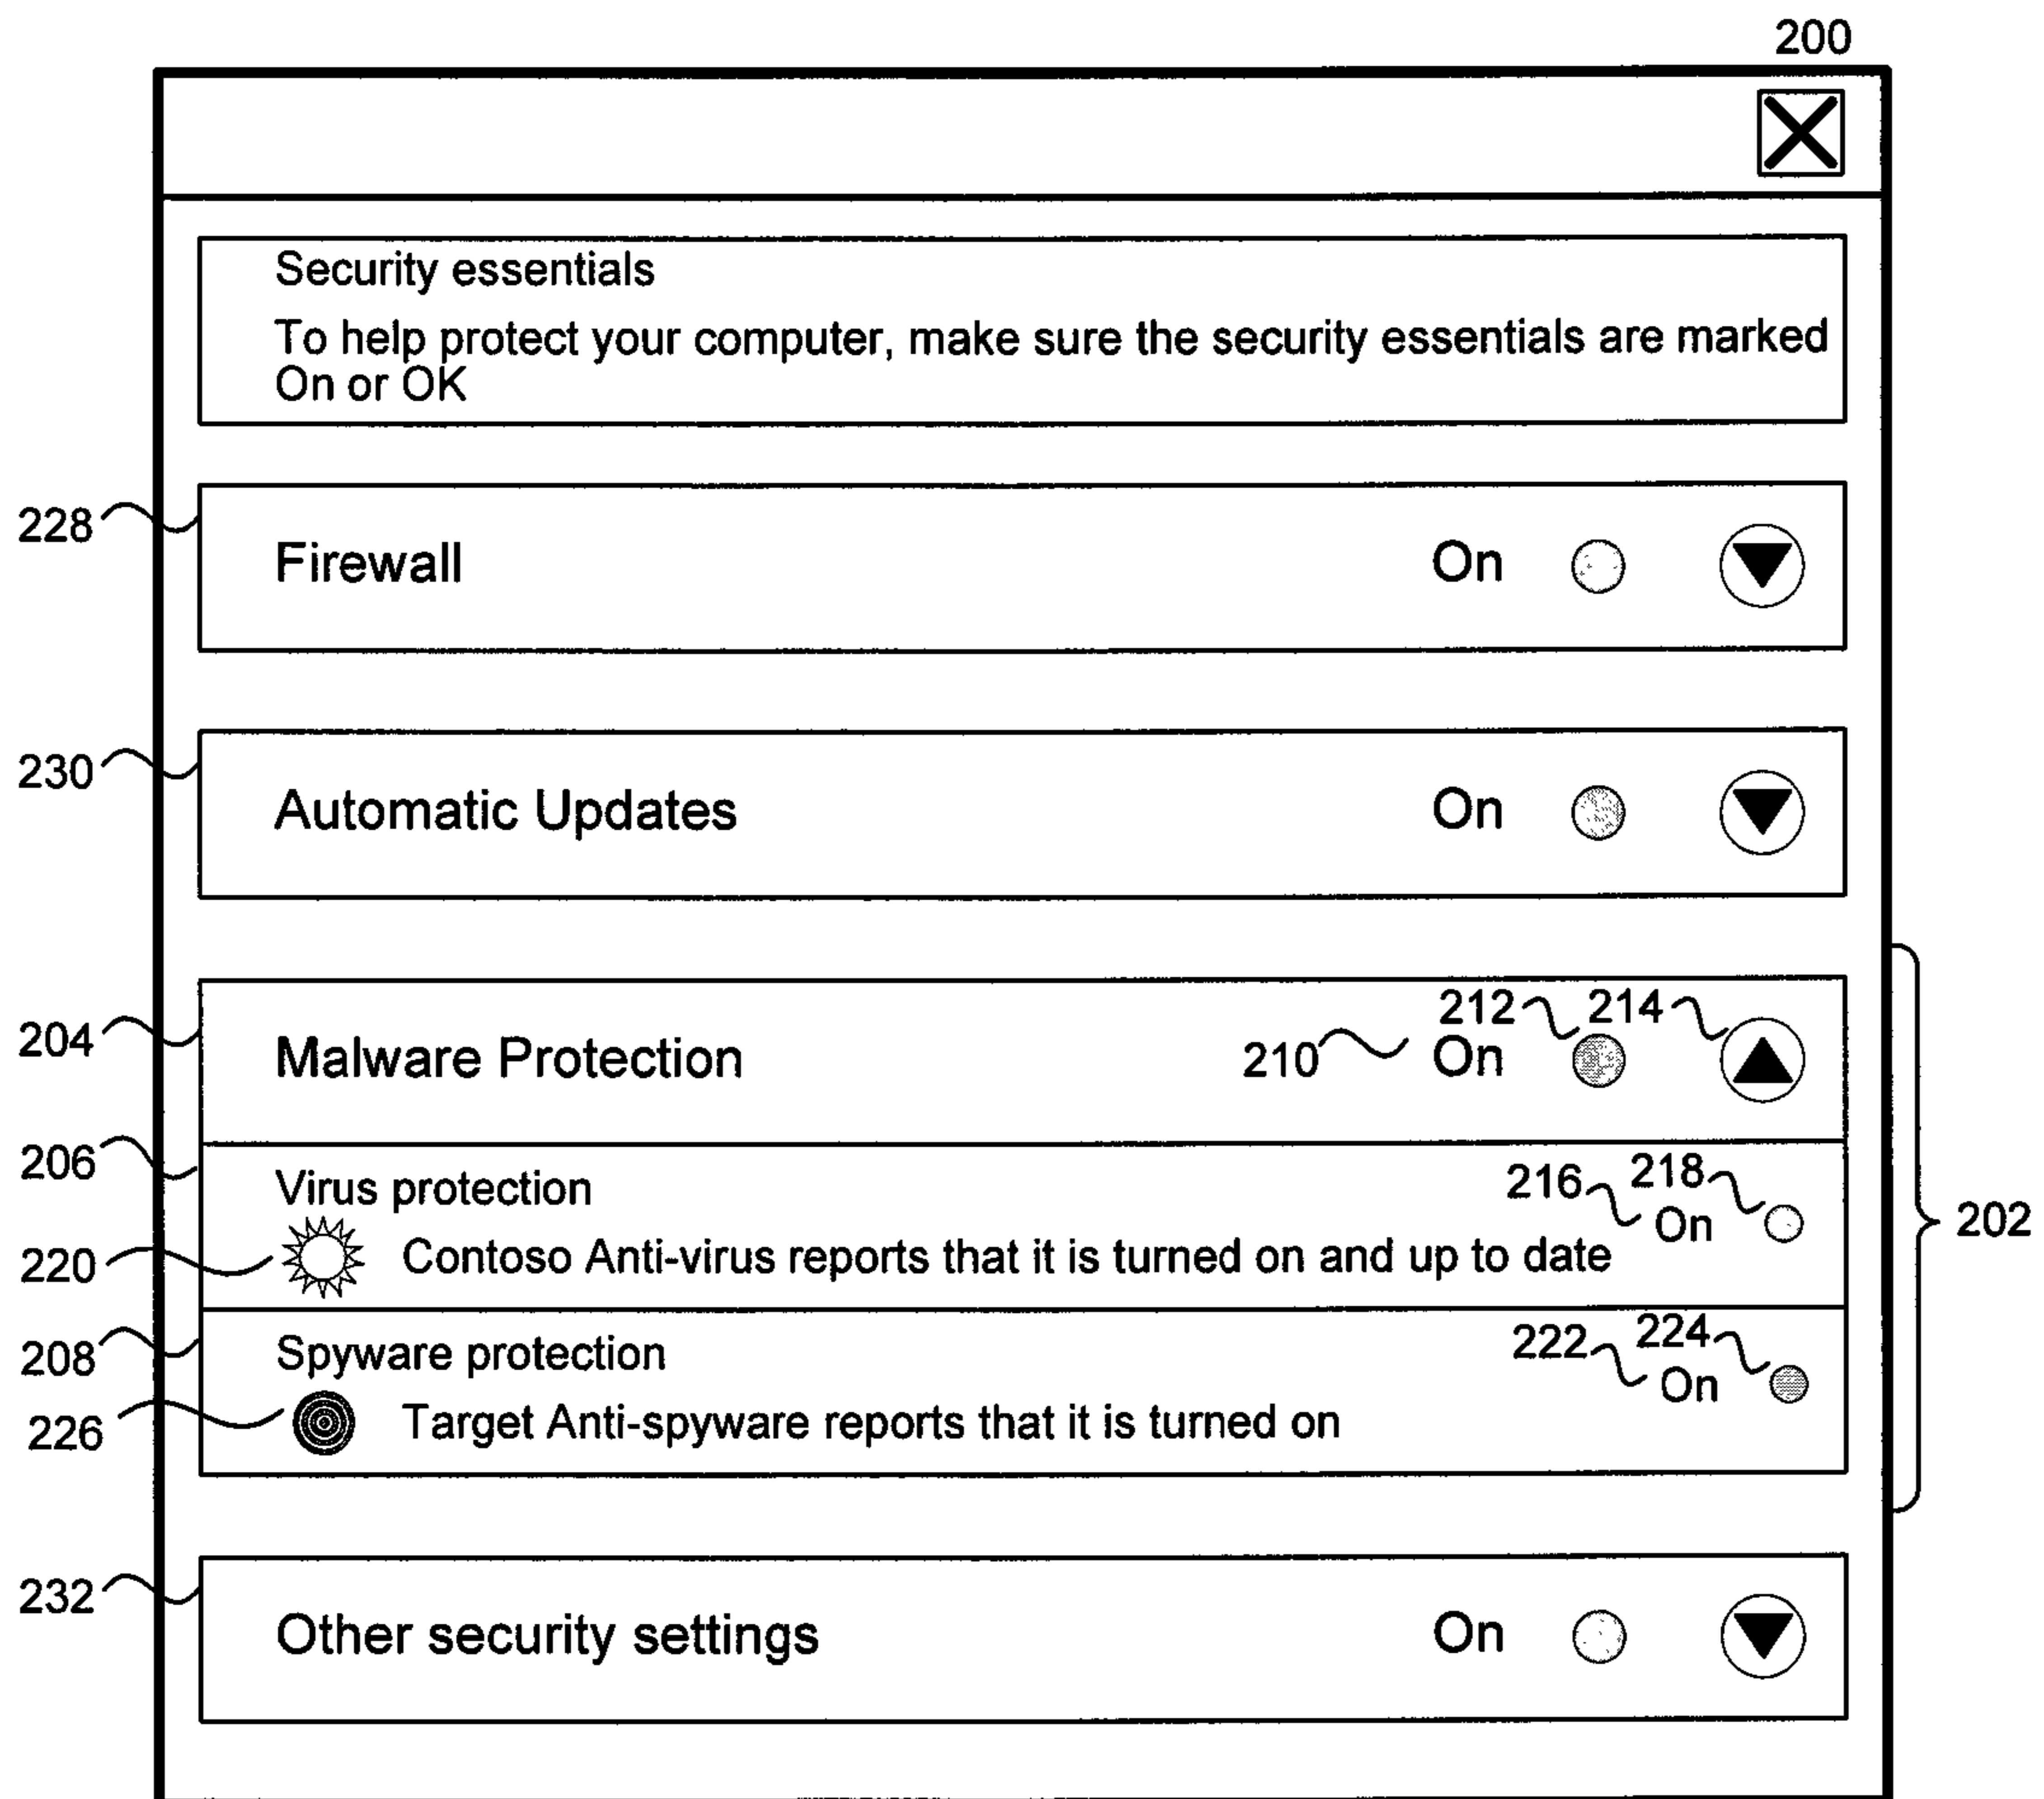 200
Security essentials
To help protect your computer, make sure the security essentials are marked
On or OK
228
Firewall On
230
Automatic Updates On
204
Malware Protection 210 On 212 214
206
Virus protection 216 On 218
220
Contoso Anti-virus reports that it is turned on and up to date
202
208
Spyware protection 222 On 224
226
Target Anti-spyware reports that it is turned on
232
Other security settings On